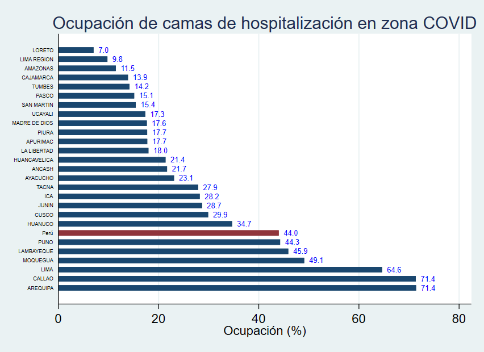 Ocupación de camas de hospitalización en zona COVID
LORETO 7.0
LIMA REGION 9.8
AMAZONAS 11.5
CAJAMARCA 13.9
TUMBES 14.2
PASCO 15.1
SAN MARTIN 15.4
UCAYALI 17.3
MADRE DE DIOS 17.6
PIURA 17.7
APURIMAC 17.7
LA LIBERTAD 18.0
HUANCAVELICA 21.4
ANCASH 21.7
AYACUCHO 23.1
TACNA 27.9
ICA 28.2
JUNIN 28.7
CUSCO 29.9
HUANUCO 34.7
Perú 44.0
PUNO 44.3
LAMBAYEQUE 45.9
MOQUEGUA 49.1
LIMA 64.6
CALLAO 71.4
AREQUIPA 71.4
0 20 40 60 80
Ocupación (%)